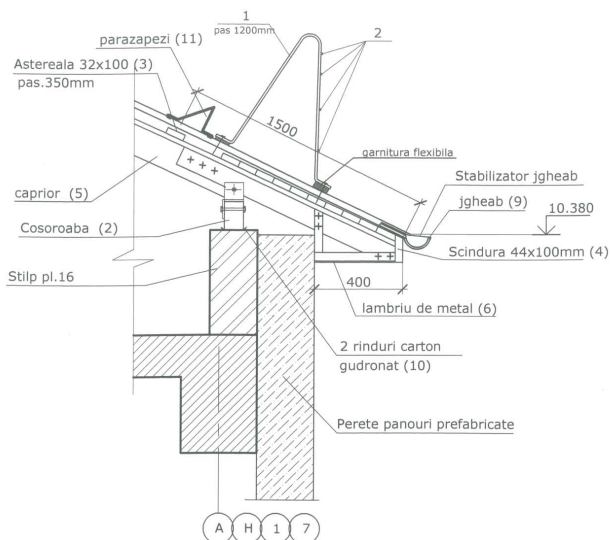 1
pas 1200mm
2
parazapezi (11)
Astereala 32x100 (3)
pas.350mm
1500
garnitura flexibila
Stabilizator jgheab
jgheab (9)
10.380
caprior (5)
Cosoroaba (2)
Scindura 44x100mm (4)
Stilp pl.16
400
lambriu de metal (6)
2 rinduri carton
gudronat (10)
Perete panouri prefabricate
A H 1 7